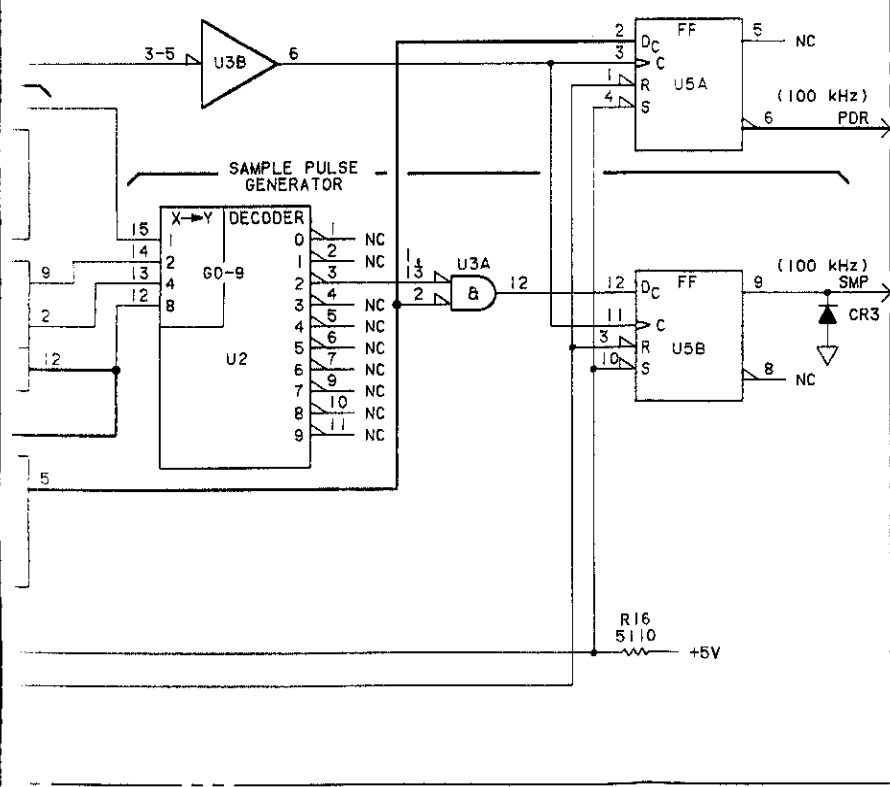 2 FF 5 NC
DC
3-5 U3B 6 3 C
1 R U5A
4 S (100 kHz)
6 PDR
SAMPLE PULSE
GENERATOR
X→Y DECODER
15 1 0 1 NC
14 2 1 2 NC
9 13 4 GD-9 2 3 13 U3A 12
12 8 3 4 NC 2 &
2 4 5 NC
U2 5 6 NC
12 6 7 NC
7 9 NC
8 10 NC
9 11 NC
5
12 DC FF 9 (100 kHz)
SMP
CR3
11 C
3 R U5B
10 S 8 NC
R16
5110
+5V